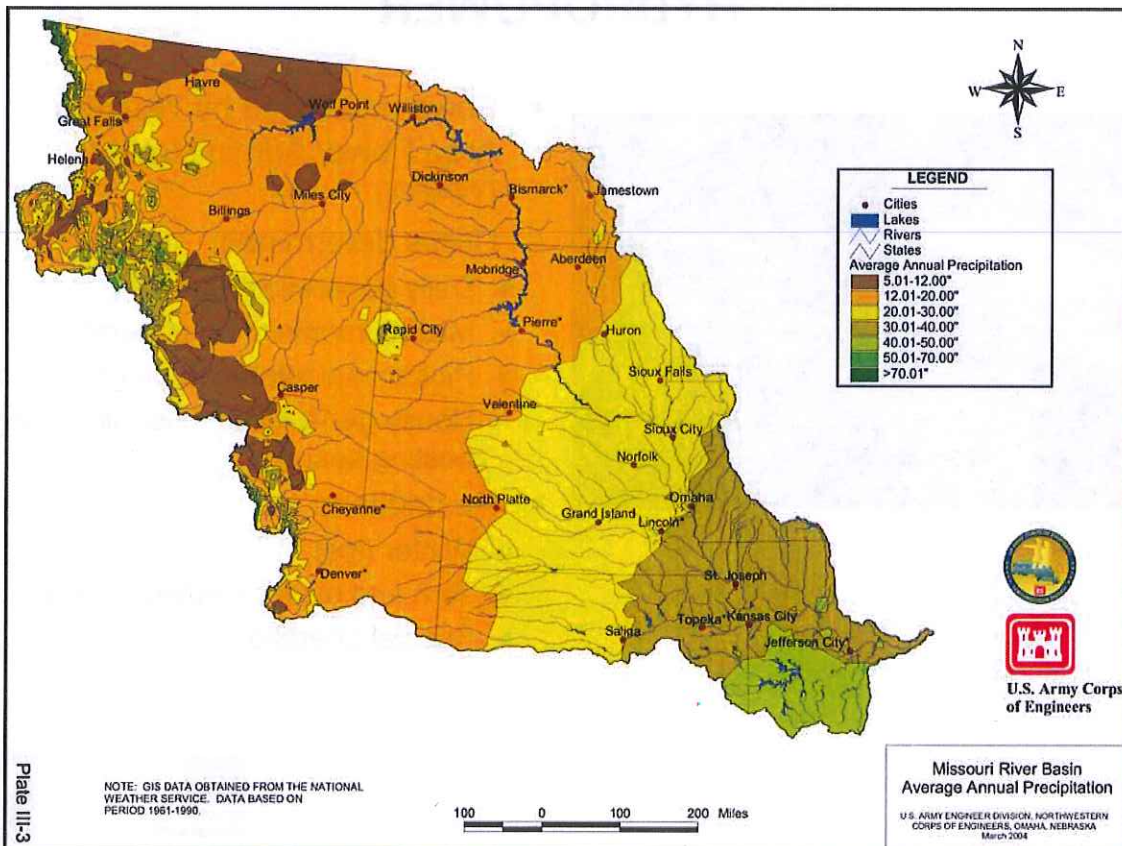 N
W E
S
Havre
Wolf Point
Williston
Great Falls
Helena
Dickinson
Bismarck*
Jamestown
Miles City
Billings
Mobridge
Aberdeen
Rapid City
Pierre*
Huron
Sioux Falls
Casper
Valentine
Sioux City
Norfolk
North Platte
Omaha
Cheyenne*
Grand Island
Lincoln*
Denver*
St. Joseph
Topeka*
Kansas City
Salina
Jefferson City*
LEGEND
Cities
Lakes
Rivers
States
Average Annual Precipitation
5.01-12.00"
12.01-20.00"
20.01-30.00"
30.01-40.00"
40.01-50.00"
50.01-70.00"
>70.01"
U.S. Army Corps
of Engineers
Plate III-3
NOTE: GIS DATA OBTAINED FROM THE NATIONAL
WEATHER SERVICE. DATA BASED ON
PERIOD 1961-1990.
100 0 100 200 Miles
Missouri River Basin
Average Annual Precipitation
U.S. ARMY ENGINEER DIVISION, NORTHWESTERN
CORPS OF ENGINEERS, OMAHA, NEBRASKA
March 2004